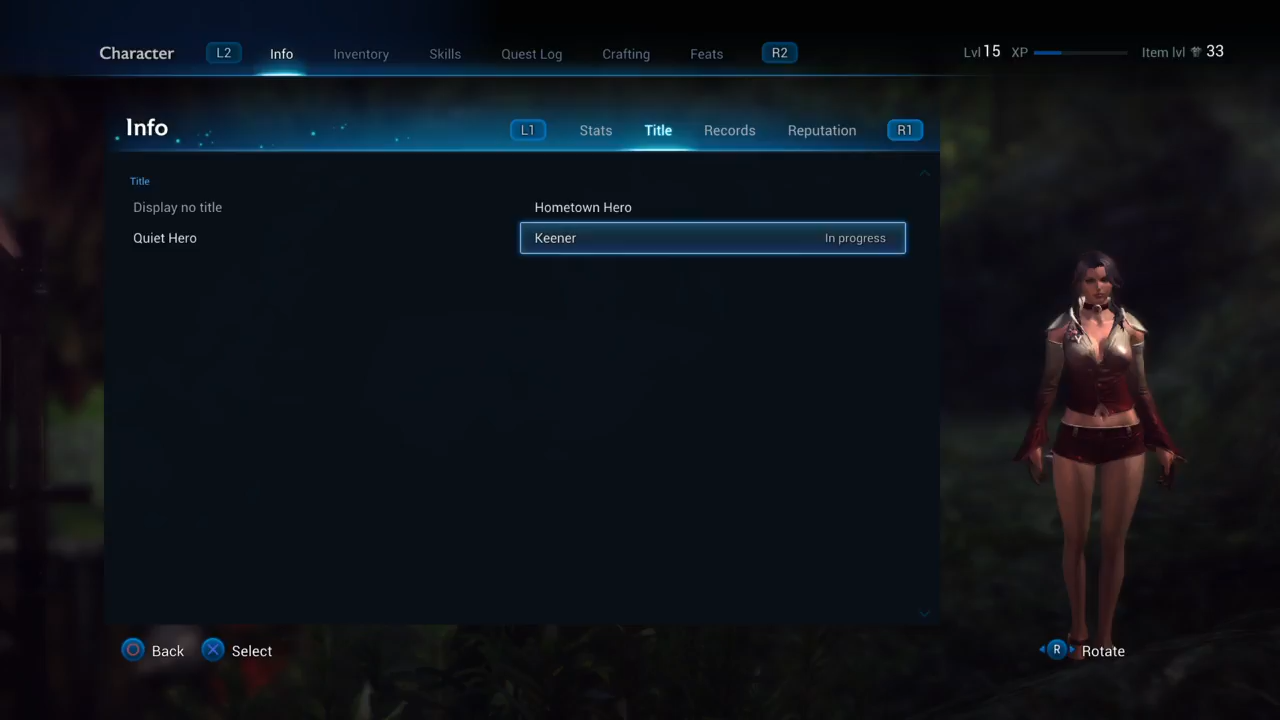 Character L2 Info Inventory Skills Quest Log Crafting Feats R2 Lvl 15 XP Item lvl 33
Info L1 Stats Title Records Reputation R1
Title
Display no title Hometown Hero
Quiet Hero Keener In progress
Back Select R Rotate